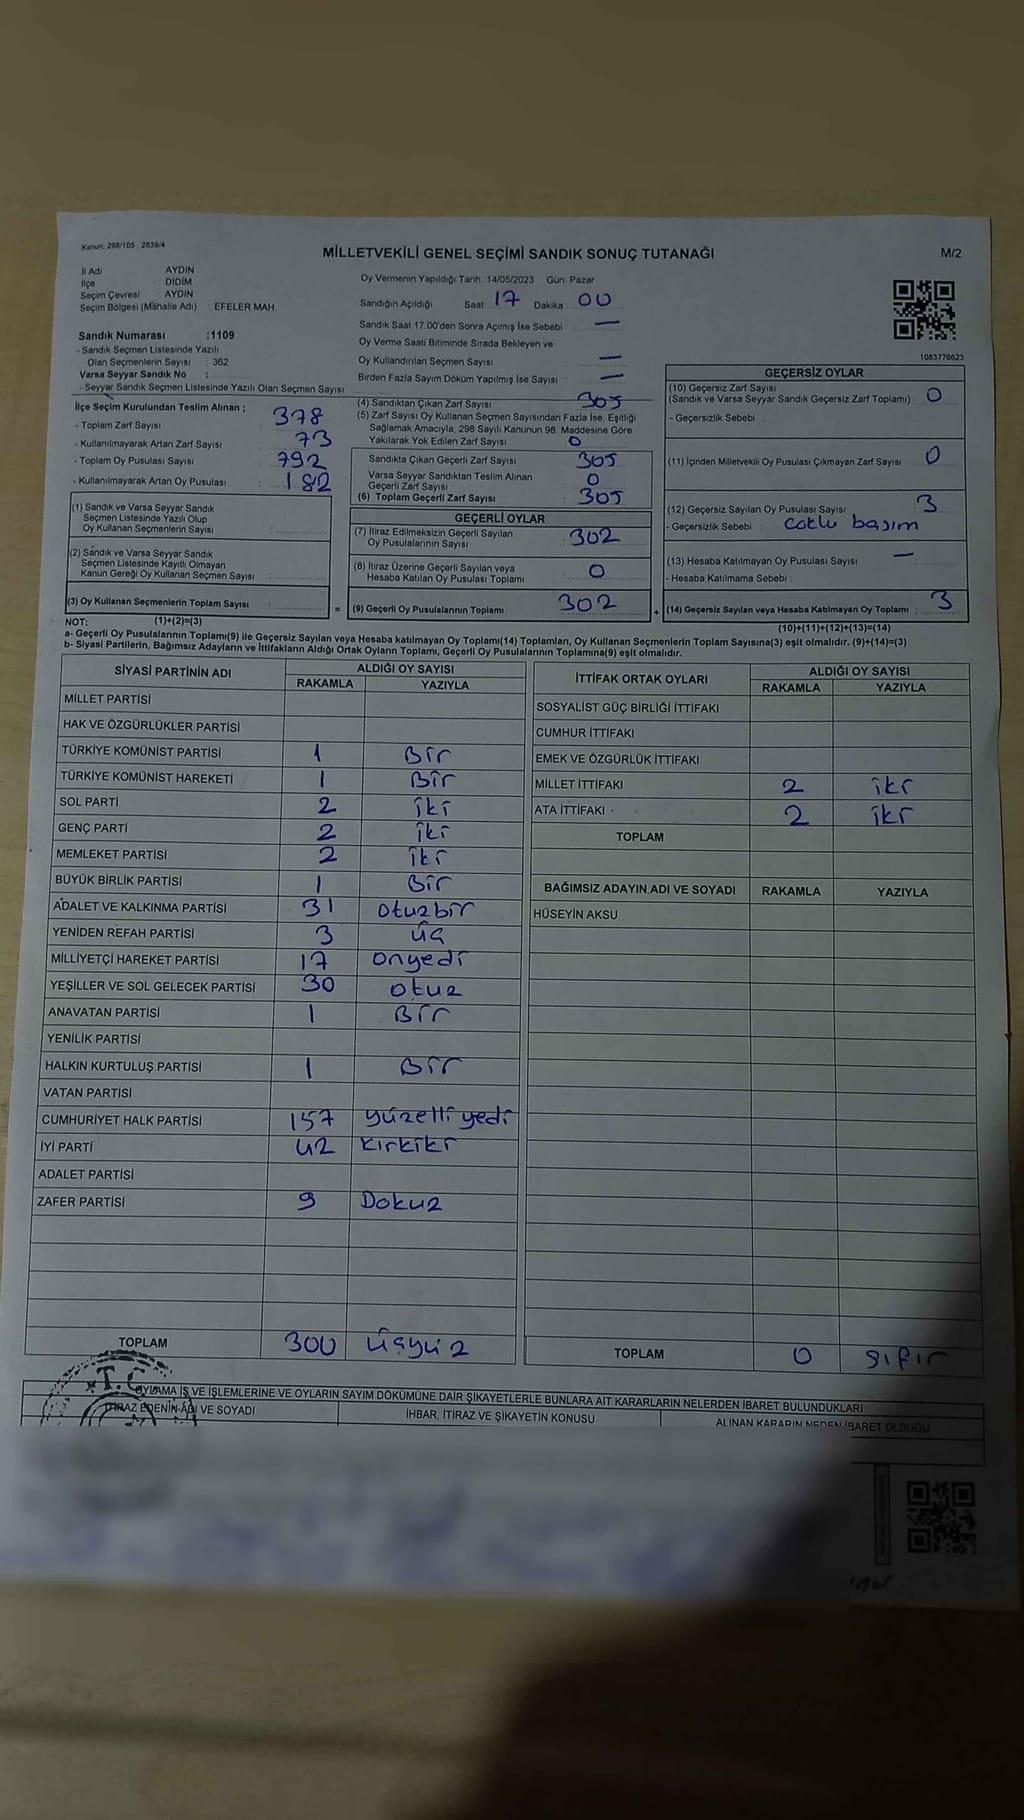 Kanun: 298/105 2839/4
MİLLETVEKİLİ GENEL SEÇİMİ SANDIK SONUÇ TUTANAĞI
M/2
İl Adı AYDIN
İlçe DİDİM
Seçim Çevresi AYDIN
Seçim Bölgesi (Mahalle Adı) : EFELER MAH
Oy Vermenin Yapıldığı Tarih : 14/05/2023 Gün: Pazar
Sandığın Açıldığı Saat: 17 Dakika: 00
Sandık Saat 17.00'den Sonra Açımış İse Sebebi : —
Oy Verme Saati Bitiminde Sırada Bekleyen ve
Oy Kullandırılan Seçmen Sayısı : —
Birden Fazla Sayım Döküm Yapılmış İse Sayısı : —
1083776623
Sandık Numarası :1109
- Sandık Seçmen Listesinde Yazılı
Olan Seçmenlerin Sayısı : 362
Varsa Seyyar Sandık No :
- Seyyar Sandık Seçmen Listesinde Yazılı Olan Seçmen Sayısı
İlçe Seçim Kurulundan Teslim Alınan ;
- Toplam Zarf Sayısı : 378
- Kullanılmayarak Artan Zarf Sayısı : 73
- Toplam Oy Pusulası Sayısı : 792
- Kullanılmayarak Artan Oy Pusulası : 182
(1) Sandık ve Varsa Seyyar Sandık
Seçmen Listesinde Yazılı Olup
Oy Kullanan Seçmenlerin Sayısı :
(2) Sandık ve Varsa Seyyar Sandık
Seçmen Listesinde Kayıtlı Olmayan
Kanun Gereği Oy Kullanan Seçmen Sayısı :
(3) Oy Kullanan Seçmenlerin Toplam Sayısı : =
(1)+(2)=(3)
(4) Sandıktan Çıkan Zarf Sayısı : 305
(5) Zarf Sayısı Oy Kullanan Seçmen Sayısından Fazla İse, Eşitliği
Sağlamak Amacıyla, 298 Sayılı Kanunun 98. Maddesine Göre
Yakılarak Yok Edilen Zarf Sayısı : 0
Sandıkta Çıkan Geçerli Zarf Sayısı : 305
Varsa Seyyar Sandıktan Teslim Alınan
Geçerli Zarf Sayısı : 0
(6) Toplam Geçerli Zarf Sayısı : 305
GEÇERLİ OYLAR
(7) İtiraz Edilmeksizin Geçerli Sayılan
Oy Pusulalarının Sayısı : 302
(8) İtiraz Üzerine Geçerli Sayılan veya
Hesaba Katılan Oy Pusulası Toplamı : 0
(9) Geçerli Oy Pusulalarının Toplamı : 302 +
GEÇERSİZ OYLAR
(10) Geçersiz Zarf Sayısı
(Sandık ve Varsa Seyyar Sandık Geçersiz Zarf Toplamı) : 0
- Geçersizlik Sebebi :
(11) İçinden Milletvekili Oy Pusulası Çıkmayan Zarf Sayısı : 0
(12) Geçersiz Sayılan Oy Pusulası Sayısı : 3
- Geçersizlik Sebebi : coklu basım
(13) Hesaba Katılmayan Oy Pusulası Sayısı : —
- Hesaba Katılmama Sebebi :
(14) Geçersiz Sayılan veya Hesaba Katılmayan Oy Toplamı : 3
(10)+(11)+(12)+(13)=(14)
NOT:
a- Geçerli Oy Pusulalarının Toplamı(9) ile Geçersiz Sayılan veya Hesaba katılmayan Oy Toplamı(14) Toplamları, Oy Kullanan Seçmenlerin Toplam Sayısına(3) eşit olmalıdır. (9)+(14)=(3)
b- Siyasi Partilerin, Bağımsız Adayların ve İttifakların Aldığı Ortak Oyların Toplamı, Geçerli Oy Pusulalarının Toplamına(9) eşit olmalıdır.
SİYASİ PARTİNİN ADI ALDIĞI OY SAYISI
RAKAMLA YAZIYLA
MİLLET PARTİSİ
HAK VE ÖZGÜRLÜKLER PARTİSİ
TÜRKİYE KOMÜNİST PARTİSİ 1 Bir
TÜRKİYE KOMÜNİST HAREKETİ 1 Bir
SOL PARTİ 2 iki
GENÇ PARTİ 2 iki
MEMLEKET PARTİSİ 2 iki
BÜYÜK BİRLİK PARTİSİ 1 Bir
ADALET VE KALKINMA PARTİSİ 31 otuzbir
YENİDEN REFAH PARTİSİ 3 üç
MİLLİYETÇİ HAREKET PARTİSİ 17 onyedi
YEŞİLLER VE SOL GELECEK PARTİSİ 30 otuz
ANAVATAN PARTİSİ 1 Bir
YENİLİK PARTİSİ
HALKIN KURTULUŞ PARTİSİ 1 Bir
VATAN PARTİSİ
CUMHURİYET HALK PARTİSİ 157 yüzelli yedi
İYİ PARTİ 42 kırkiki
ADALET PARTİSİ
ZAFER PARTİSİ 9 Dokuz
TOPLAM 300 üçyüz
İTTİFAK ORTAK OYLARI ALDIĞI OY SAYISI
RAKAMLA YAZIYLA
SOSYALİST GÜÇ BİRLİĞİ İTTİFAKI
CUMHUR İTTİFAKI
EMEK VE ÖZGÜRLÜK İTTİFAKI
MİLLET İTTİFAKI 2 iki
ATA İTTİFAKI 2 iki
TOPLAM
BAĞIMSIZ ADAYIN ADI VE SOYADI RAKAMLA YAZIYLA
HÜSEYİN AKSU
TOPLAM 0 sıfır
T.C.
OYLAMA İŞ VE İŞLEMLERİNE VE OYLARIN SAYIM DÖKÜMÜNE DAİR ŞİKAYETLERLE BUNLARA AİT KARARLARIN NELERDEN İBARET BULUNDUKLARI
İTİRAZ EDENİN ADI VE SOYADI İHBAR, İTİRAZ VE ŞİKAYETİN KONUSU ALINAN KARARIN NEDEN İBARET OLDUĞU